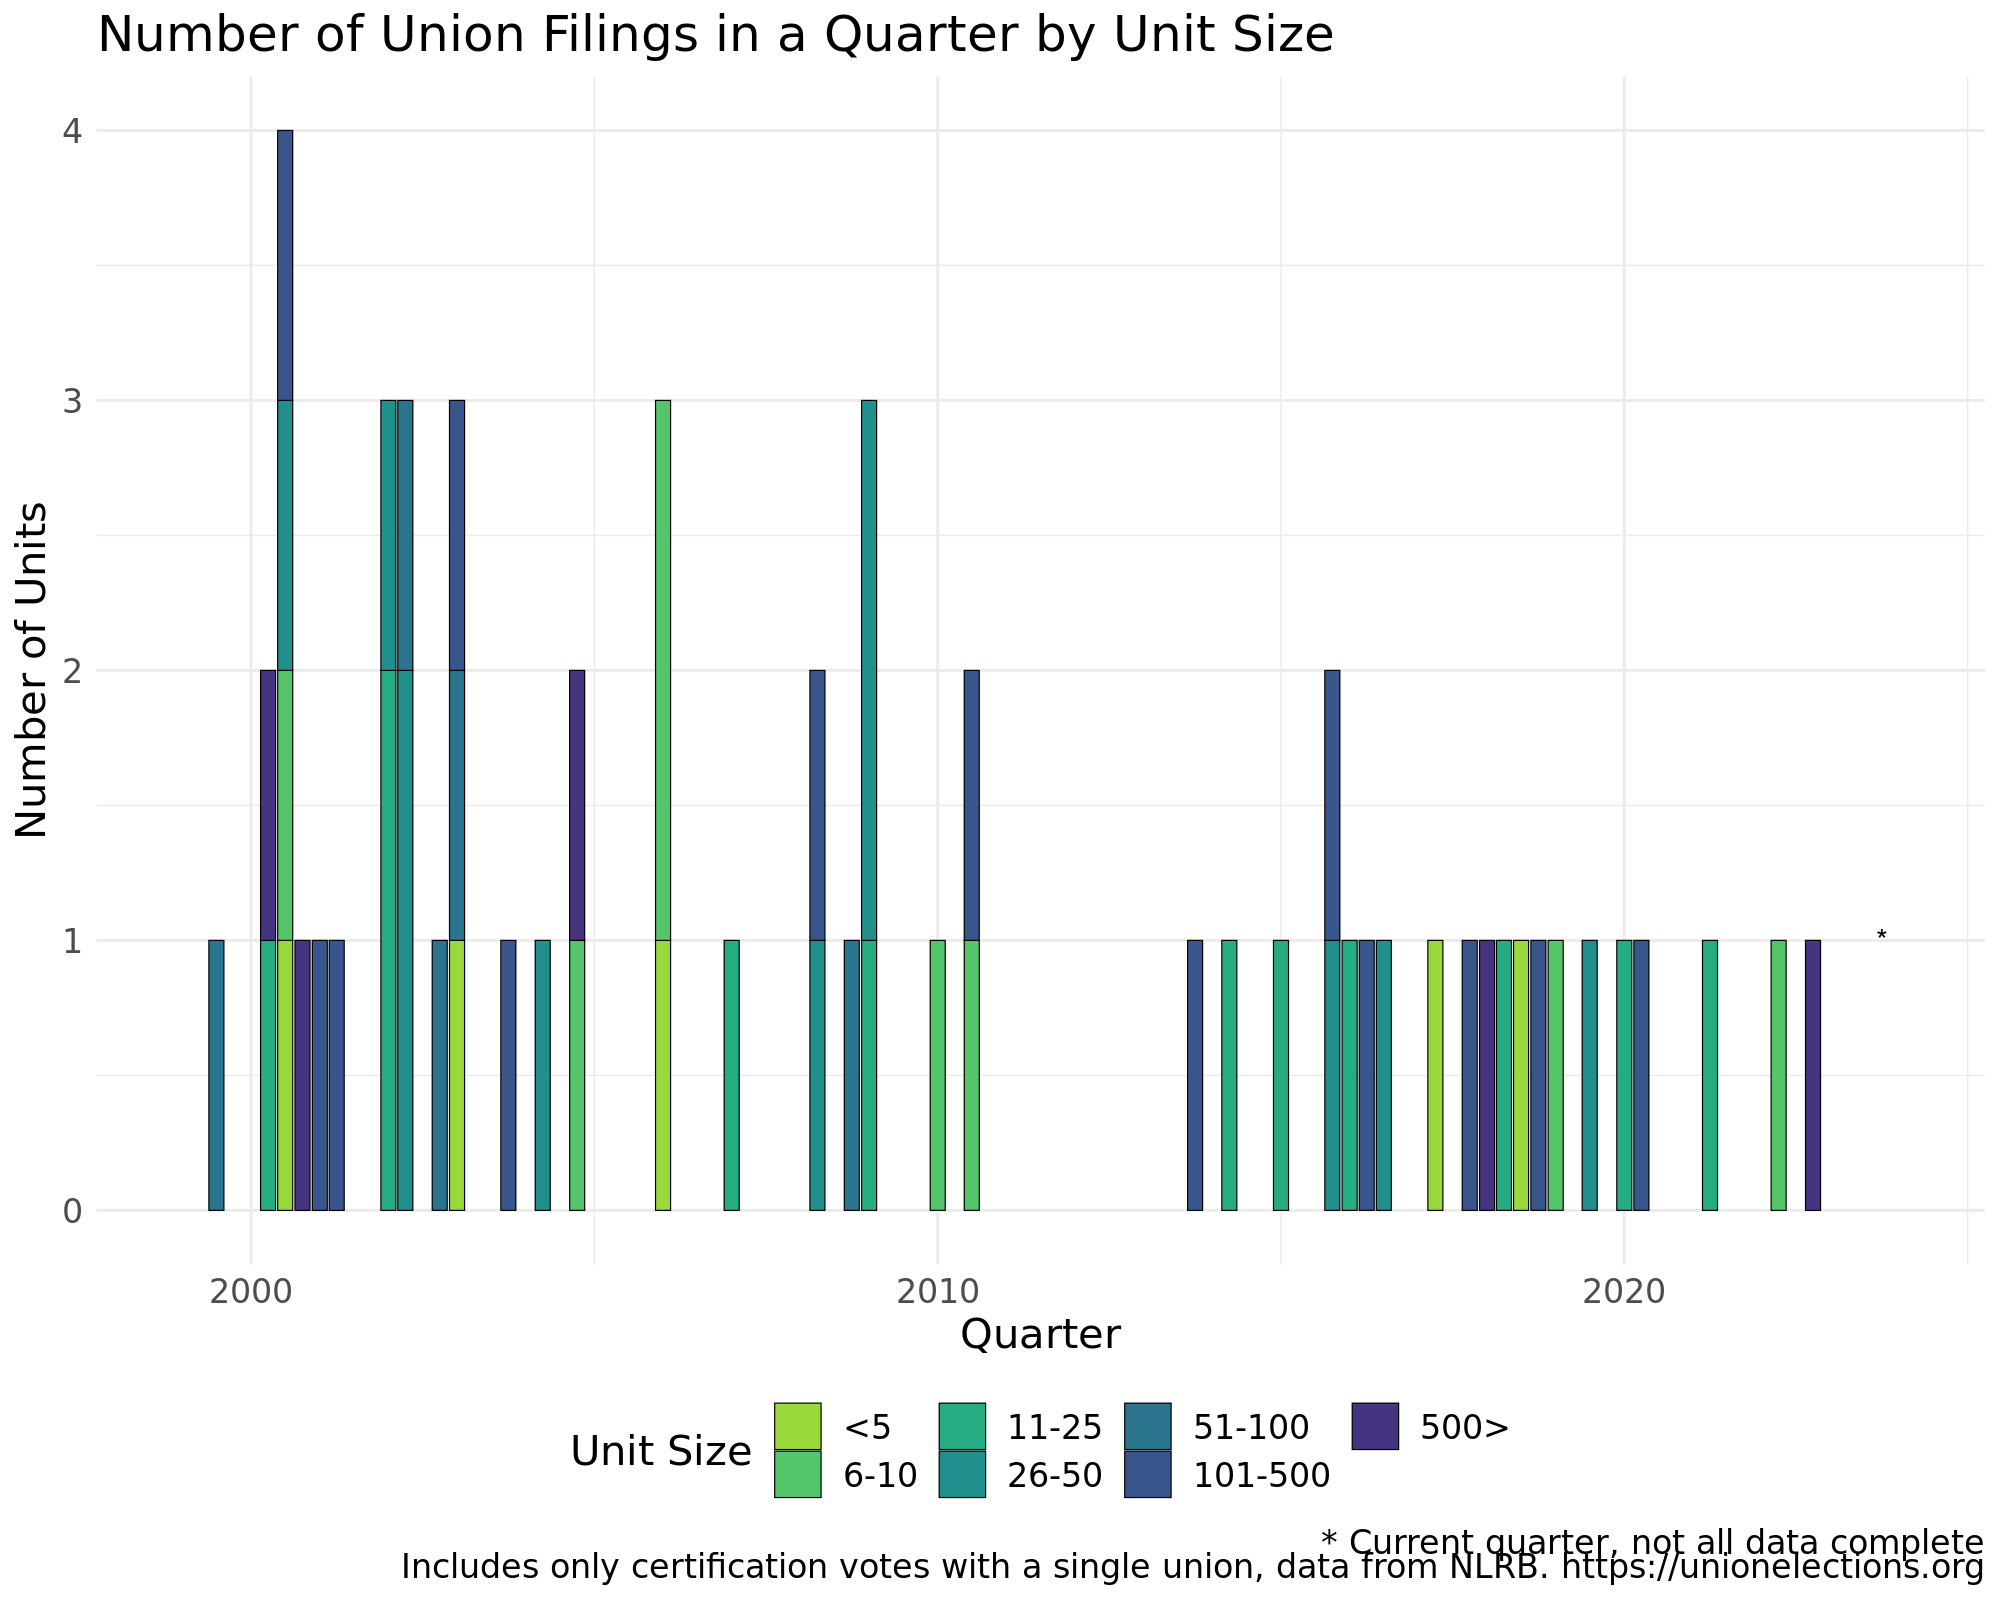 Number of Union Filings in a Quarter by Unit Size
Number of Units
4
3
2
1
0
*
2000 2010 2020
Quarter
Unit Size
<5 11-25 51-100 500>
6-10 26-50 101-500
* Current quarter, not all data complete
Includes only certification votes with a single union, data from NLRB. https://unionelections.org